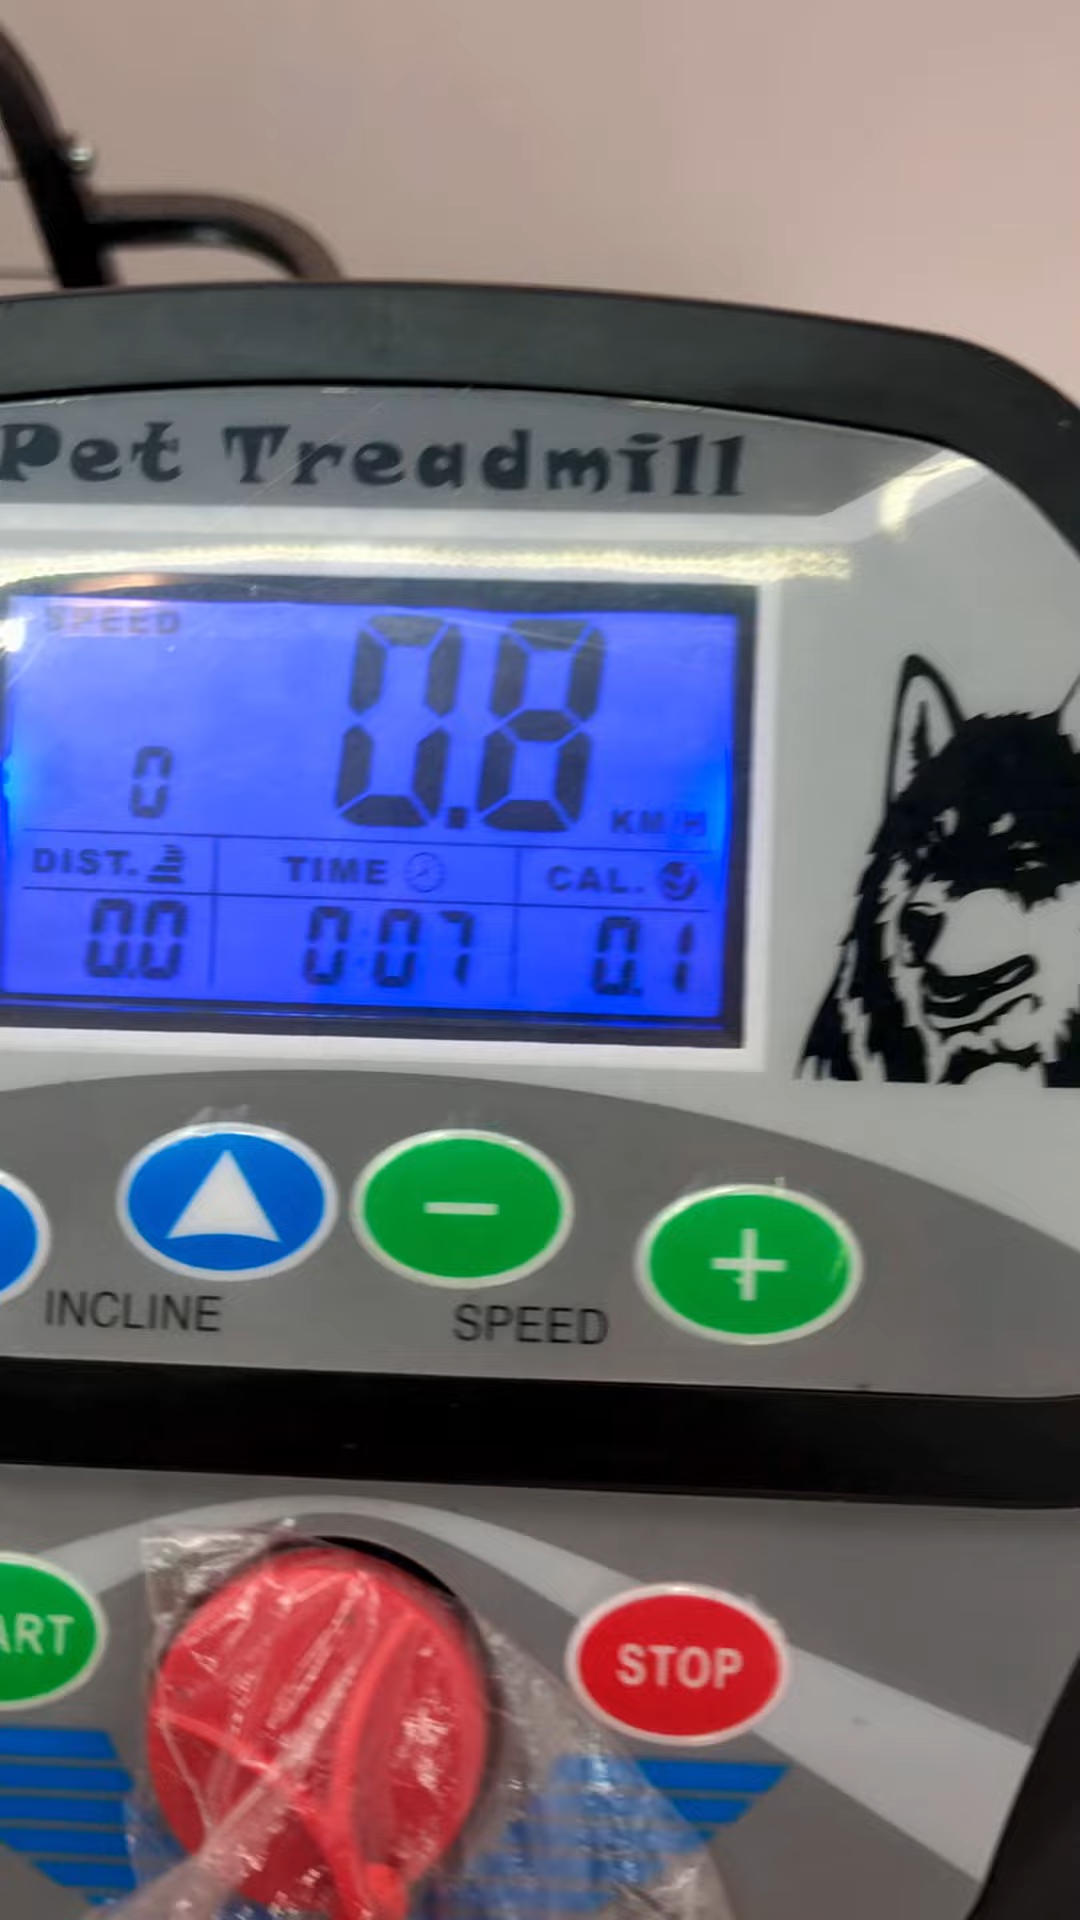 Pet Treadmill
SPEED
0.8
0
KM/H
DIST. TIME CAL.
0.0 0:07 0.1
INCLINE SPEED
ART STOP